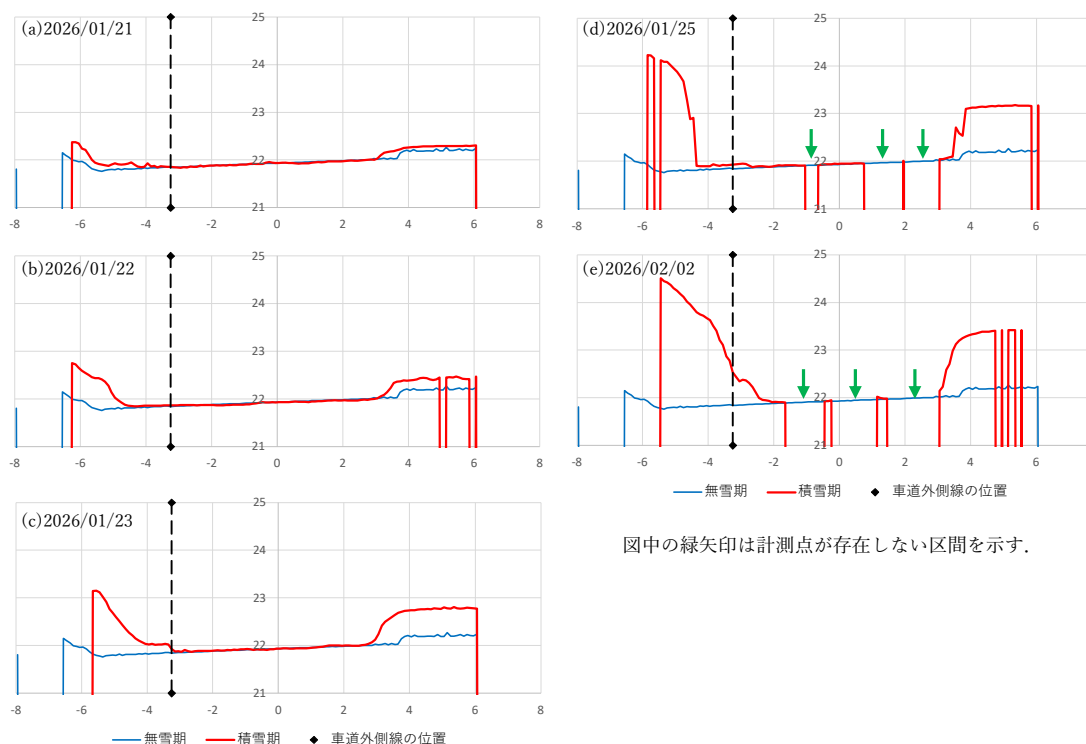 (a)2026/01/21
25
24
23
22
21
-8 -6 -4 -2 0 2 4 6 8
(b)2026/01/22
25
24
23
22
21
-8 -6 -4 -2 0 2 4 6 8
(c)2026/01/23
25
24
23
22
21
-8 -6 -4 -2 0 2 4 6 8
無雪期 積雪期 車道外側線の位置
(d)2026/01/25
25
24
23
22
21
-8 -6 -4 -2 0 2 4 6
(e)2026/02/02
25
24
23
22
21
-8 -6 -4 -2 0 2 4 6
無雪期 積雪期 車道外側線の位置
図中の緑矢印は計測点が存在しない区間を示す.